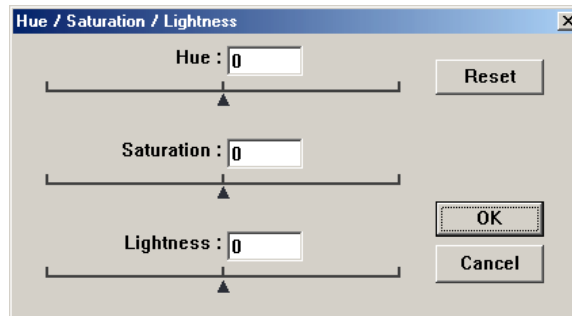 Hue / Saturation / Lightness
Hue : 0
Reset
Saturation : 0
OK
Lightness : 0
Cancel